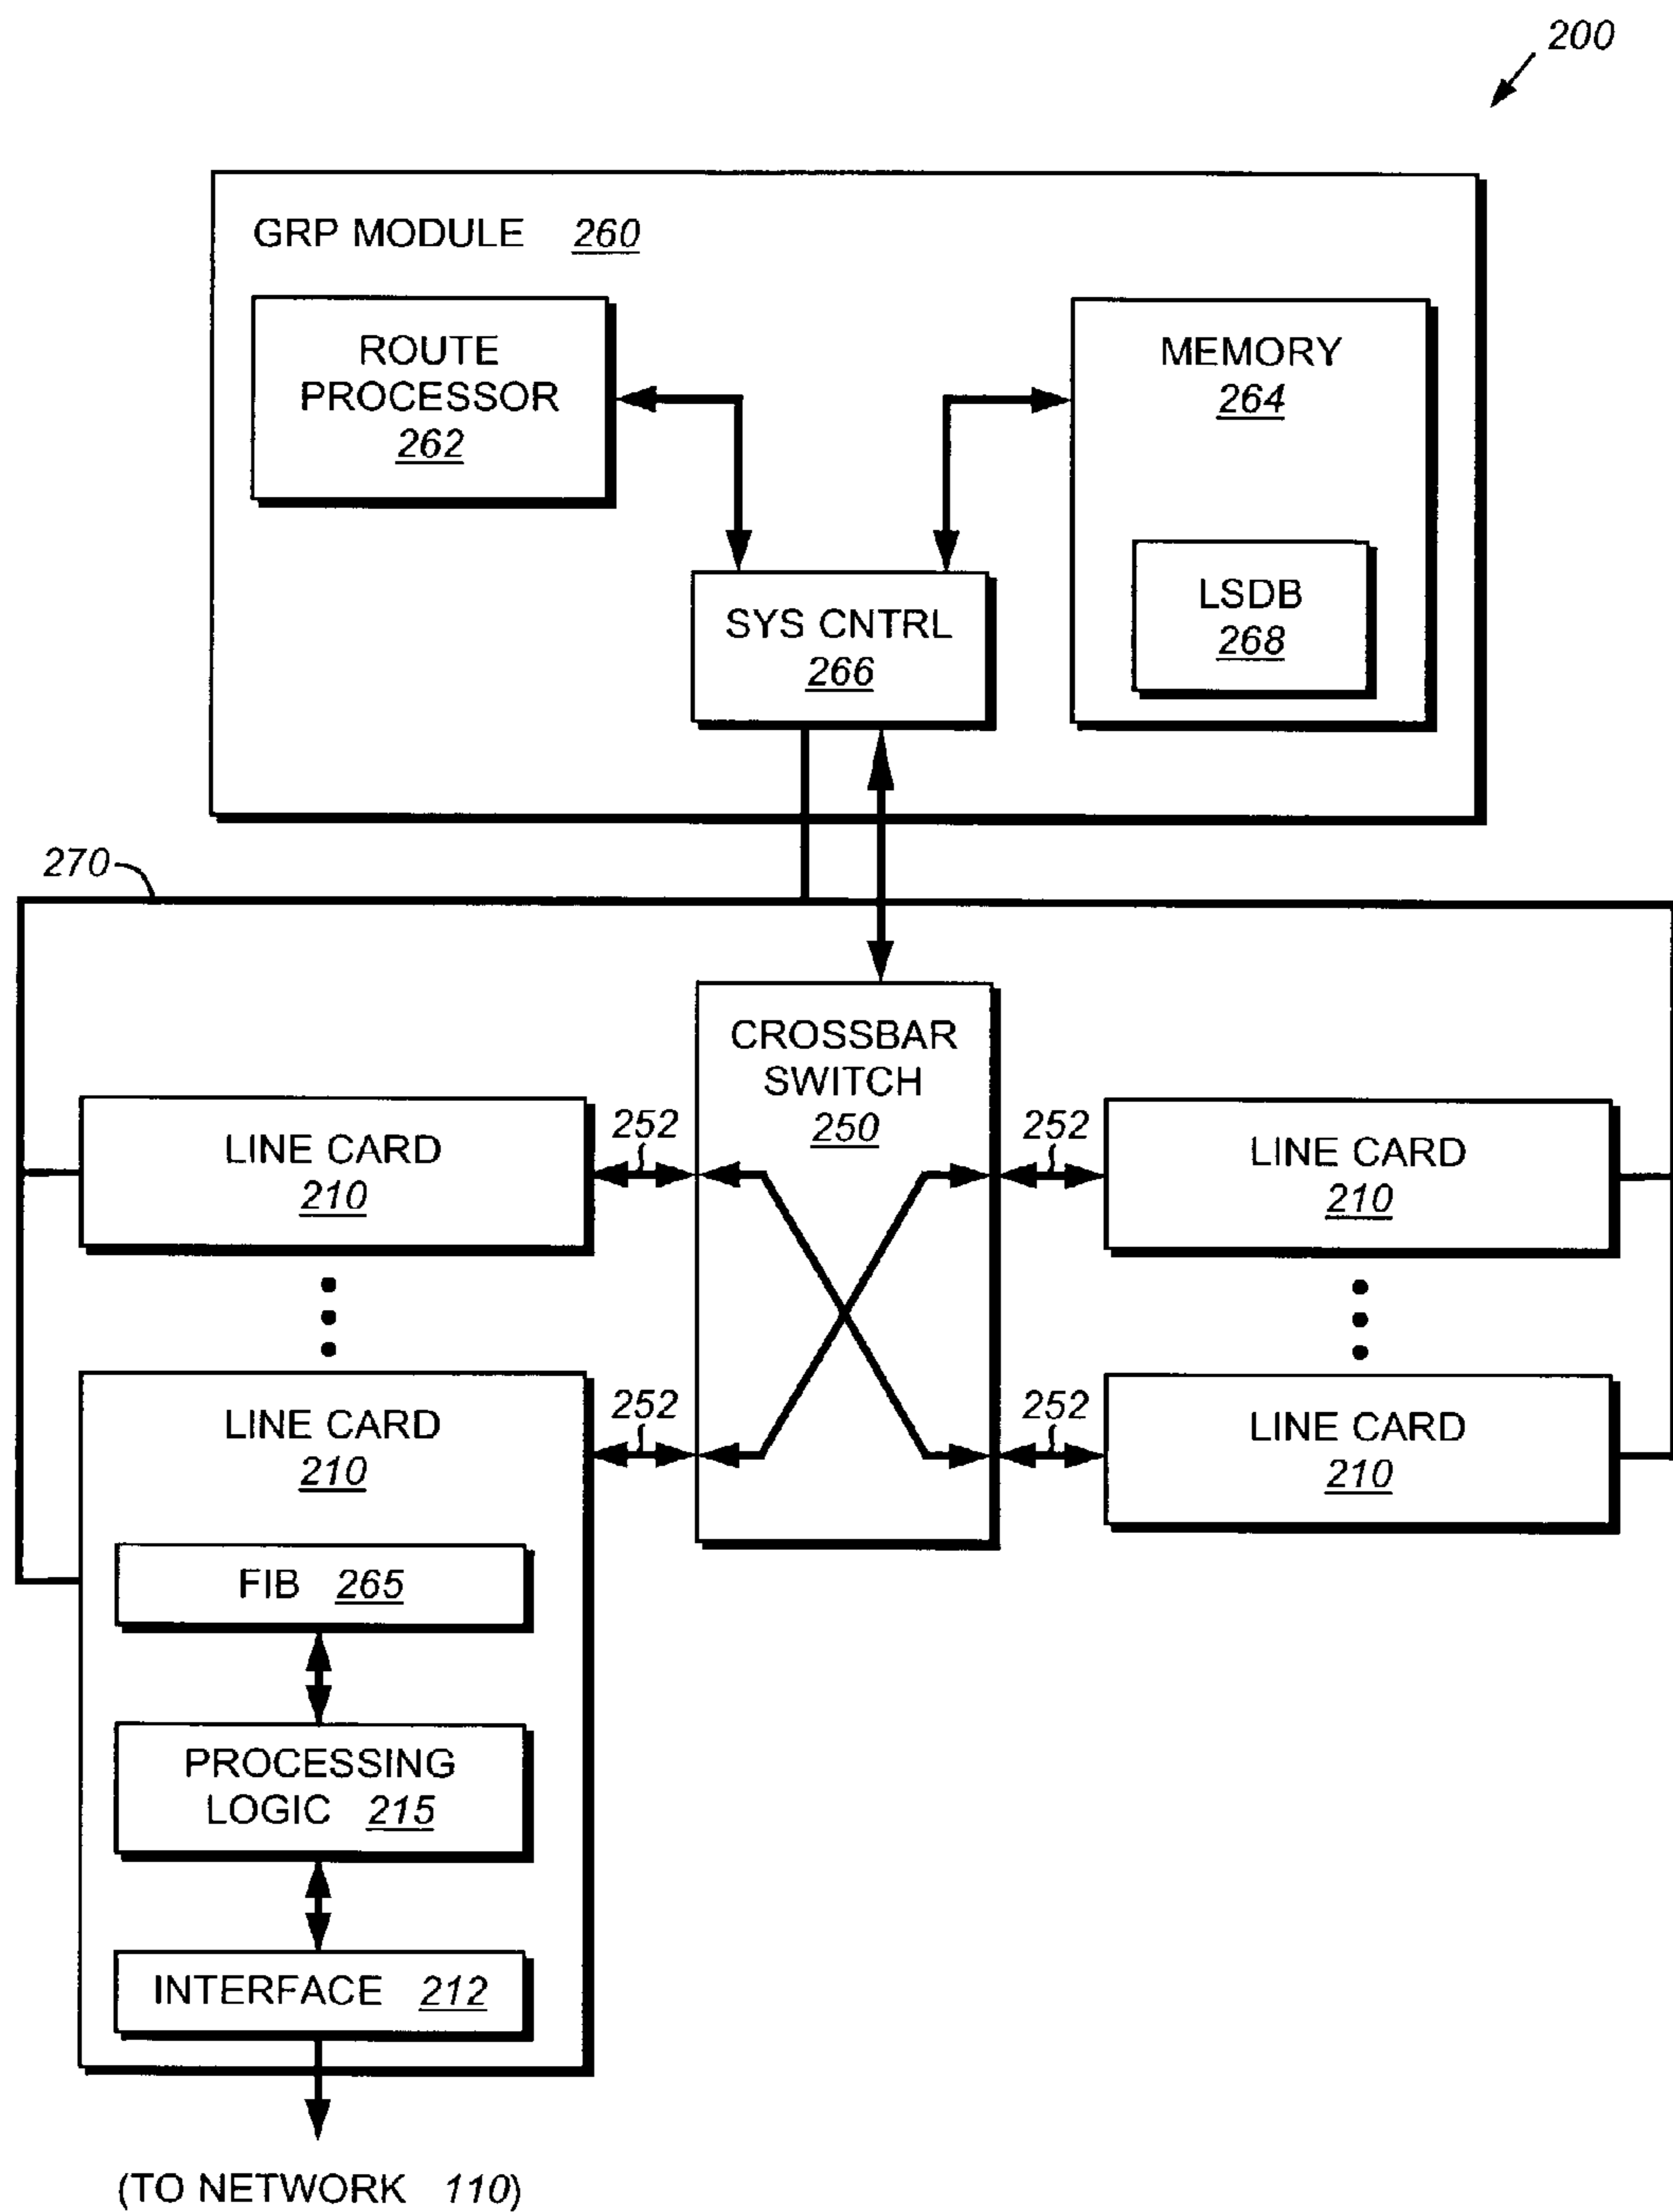 200
GRP MODULE 260
ROUTE
PROCESSOR
262
MEMORY
264
LSDB
268
SYS CNTRL
266
270
CROSSBAR
SWITCH
250
LINE CARD
210
252
252
LINE CARD
210
LINE CARD
210
252
252
LINE CARD
210
FIB 265
PROCESSING
LOGIC 215
INTERFACE 212
(TO NETWORK 110)